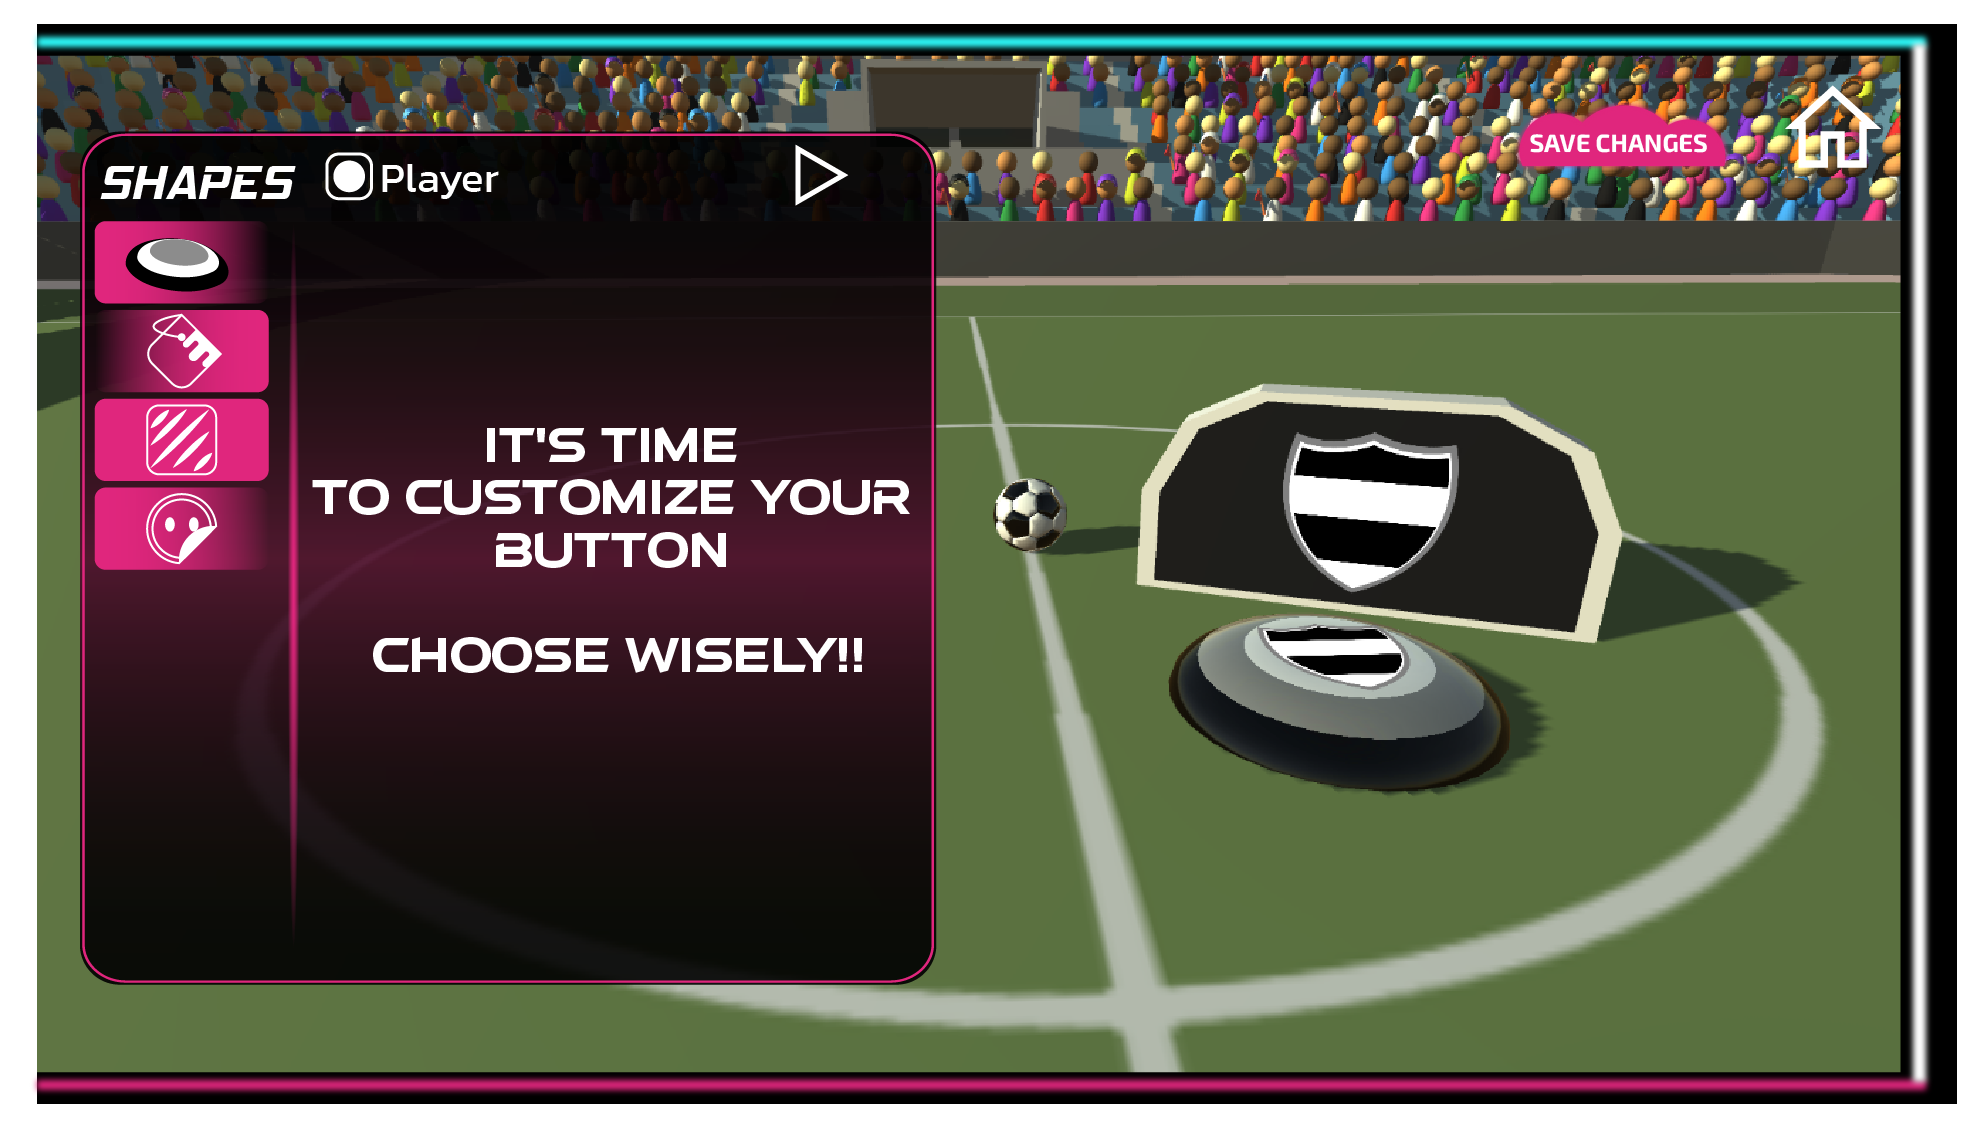 SHAPES
Player
SAVE CHANGES
IT'S TIME
TO CUSTOMIZE YOUR
BUTTON
CHOOSE WISELY!!